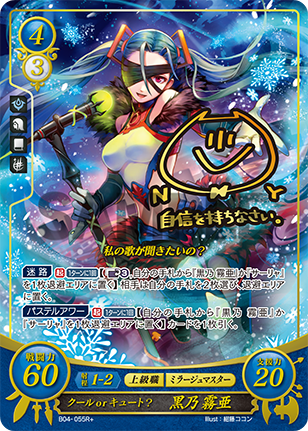 4
3
N Y
自信を持ちなさい。
私の歌が聞きたいの？
迷路 起 1ターンに1回 【3,自分の手札から「黒乃 霧亜」か「サーリャ」
を1枚退避エリアに置く】相手は自分の手札を2枚選び、退避エリア
に置く。
パステルアワー 起 1ターンに1回 【自分の手札から「黒乃 霧亜」か
「サーリャ」を1枚退避エリアに置く】カードを1枚引く。
戦闘力
60
射程 1-2
上級職
ミラージュマスター
支援力
20
クール or キュート？
黒乃 霧亜
B04-055R+
Illust：結賀ココン